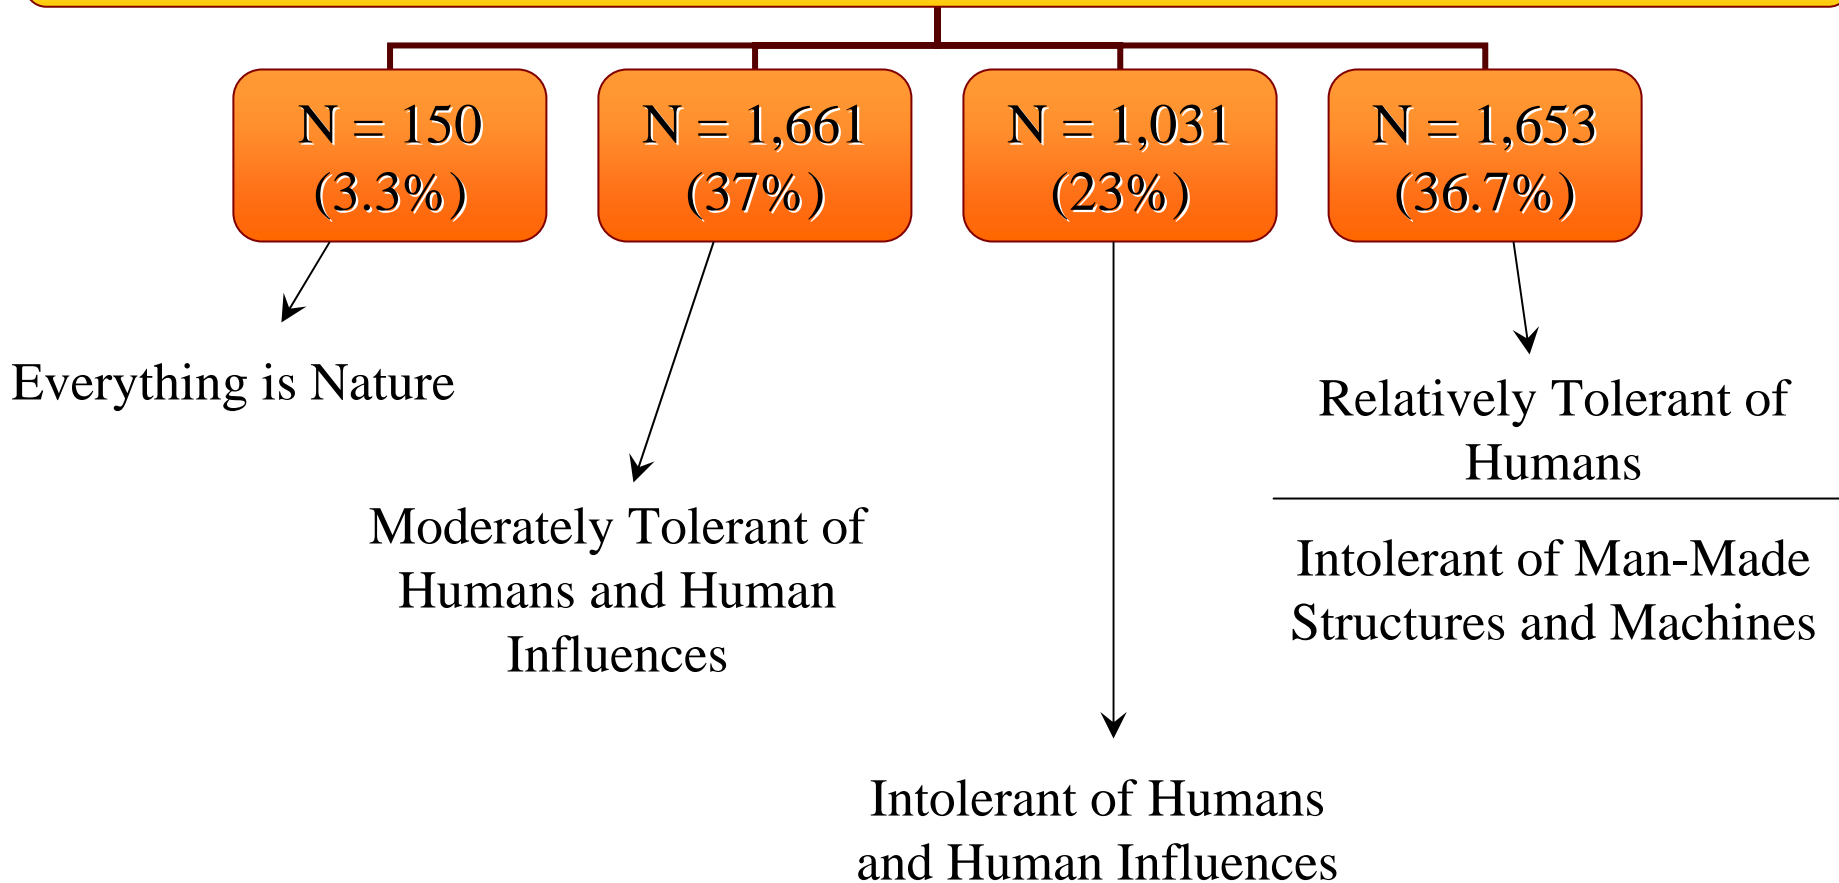 N = 150
(3.3%)
N = 1,661
(37%)
N = 1,031
(23%)
N = 1,653
(36.7%)
Everything is Nature
Moderately Tolerant of
Humans and Human
Influences
Intolerant of Humans
and Human Influences
Relatively Tolerant of
Humans
Intolerant of Man-Made
Structures and Machines